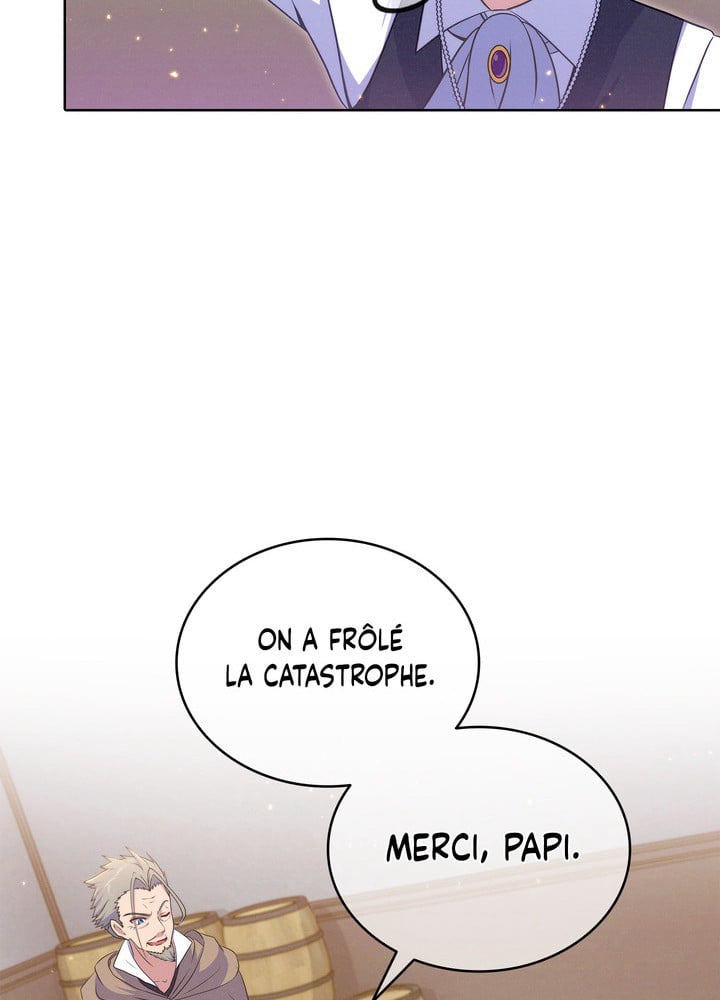 ON A FRÔLÉ
LA CATASTROPHE.
MERCI, PAPI.